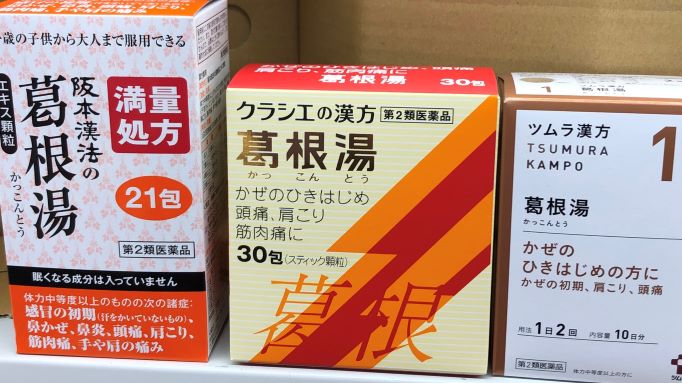 歳の子供から大人まで服用できる
阪本漢法の
葛根湯
かっこんとう
エキス顆粒
満量
処方
21包
第2類医薬品
眠くなる成分は入っていません
体力中等度以上のものの次の諸症:
感冒の初期(汗をかいていないもの)、
鼻かぜ、鼻炎、頭痛、肩こり、
筋肉痛、手や肩の痛み
かぜのひきはじめ、頭痛
肩こり、筋肉痛に
葛根湯
30包
クラシエの漢方
第2類医薬品
葛根湯
かっこんとう
かぜのひきはじめ
頭痛、肩こり
筋肉痛に
30包(スティック顆粒)
葛根
1
葛根湯
ツムラ漢方
TSUMURA
KAMPO
1
葛根湯
かっこんとう
かぜの
ひきはじめの方に
かぜの初期、肩こり、頭痛
用法 1日2回 内容量 10日分
第2類医薬品
体力中等度以上の方に